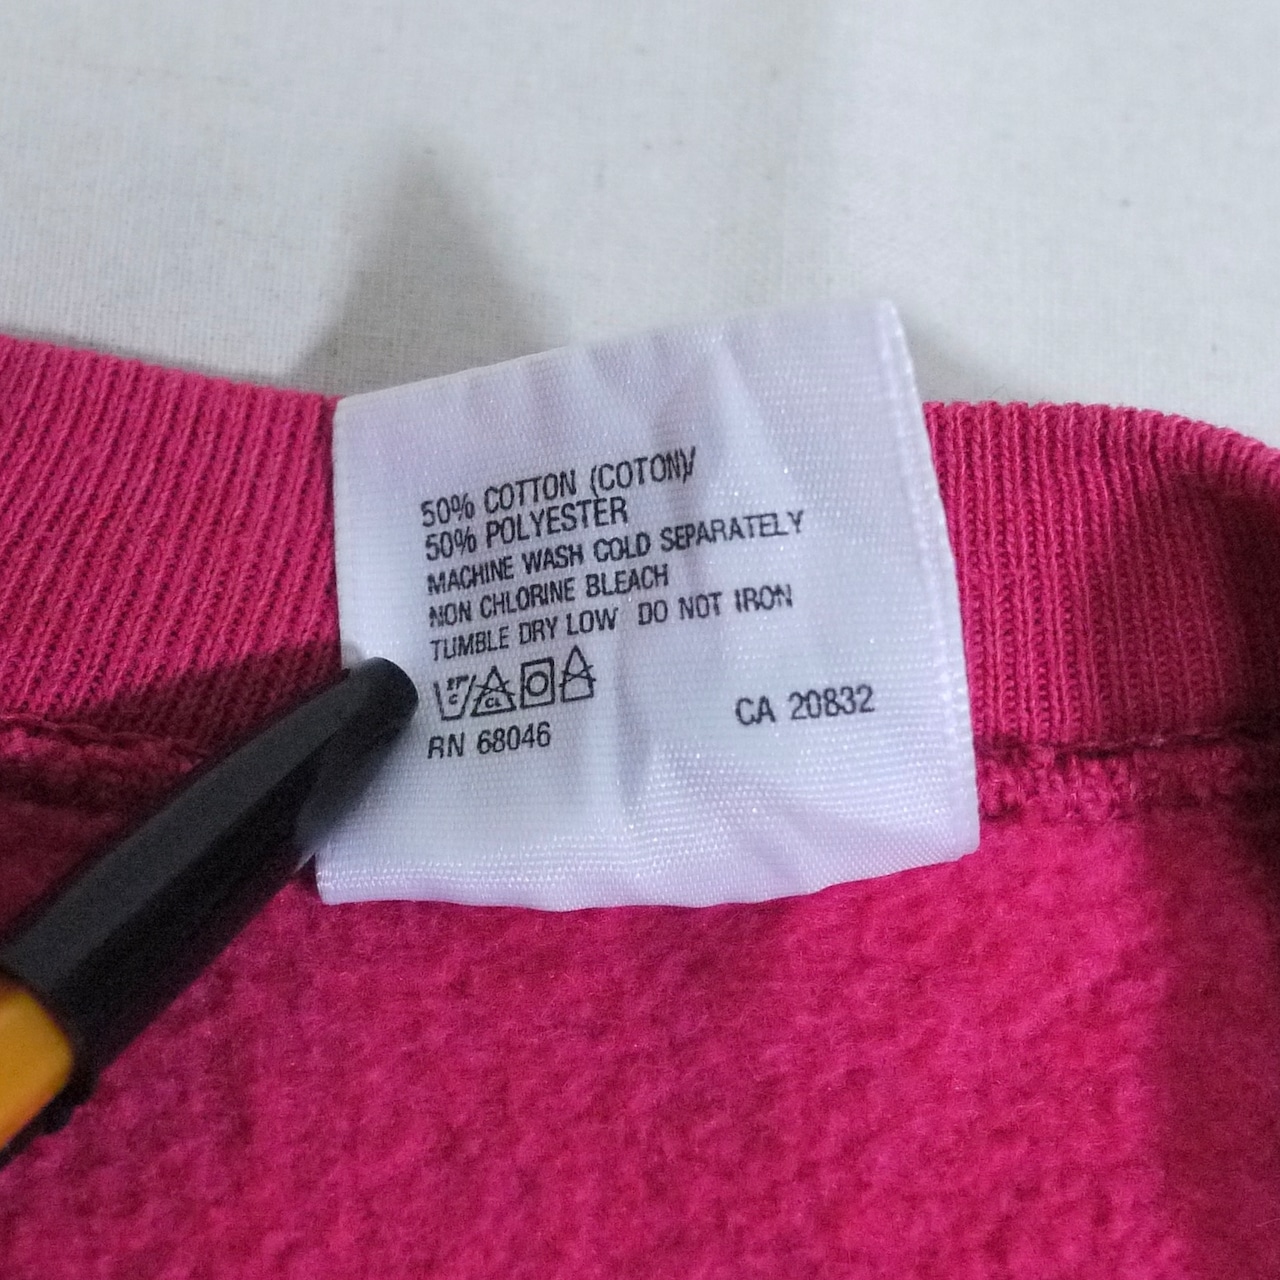 50% COTTON (COTON)/
50% POLYESTER
MACHINE WASH COLD SEPARATELY
NON CHLORINE BLEACH
TUMBLE DRY LOW DO NOT IRON
C CL
RN 68046 CA 20832